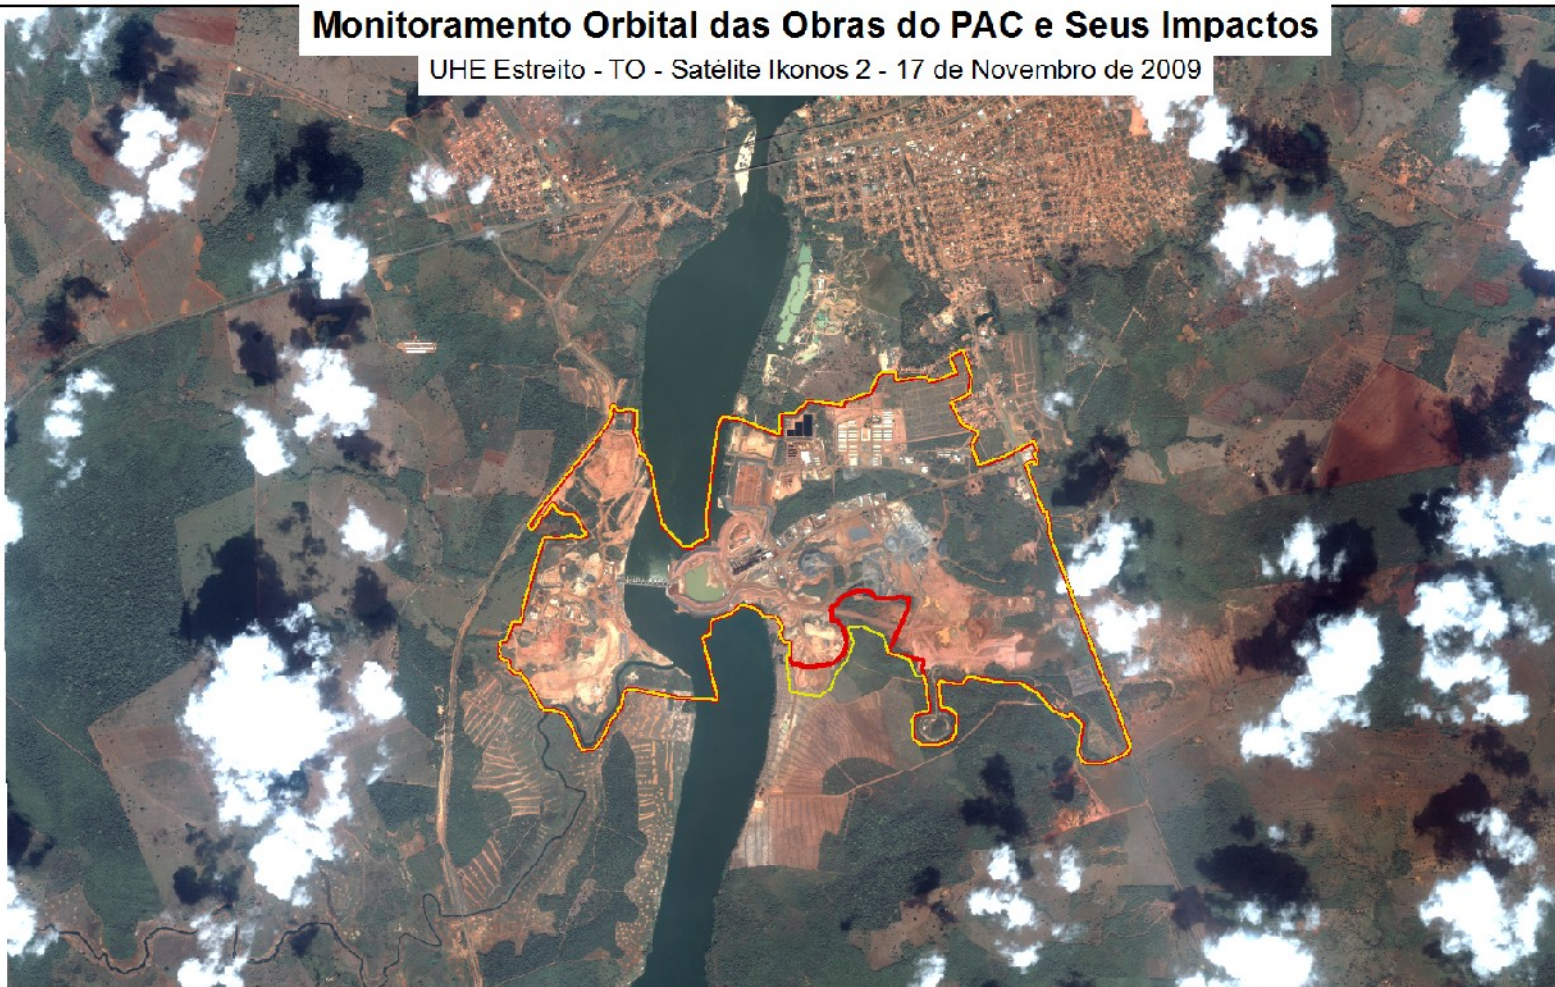 Monitoramento Orbital das Obras do PAC e Seus Impactos
UHE Estreito - TO - Satélite Ikonos 2 - 17 de Novembro de 2009